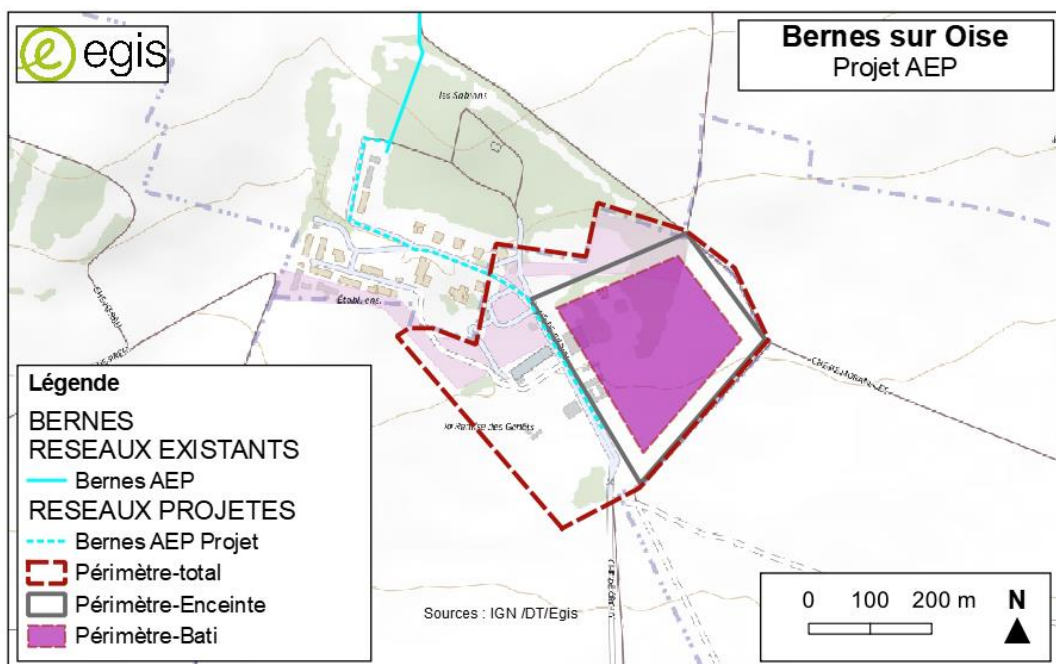 egis
Bernes sur Oise
Projet AEP
les Sablons
Établ ens.
la Remise des Genêts
Légende
BERNES
RESEAUX EXISTANTS
Bernes AEP
RESEAUX PROJETES
Bernes AEP Projet
Périmètre-total
Périmètre-Enceinte
Périmètre-Bati
Sources : IGN /DT/Egis
0 100 200 m
N